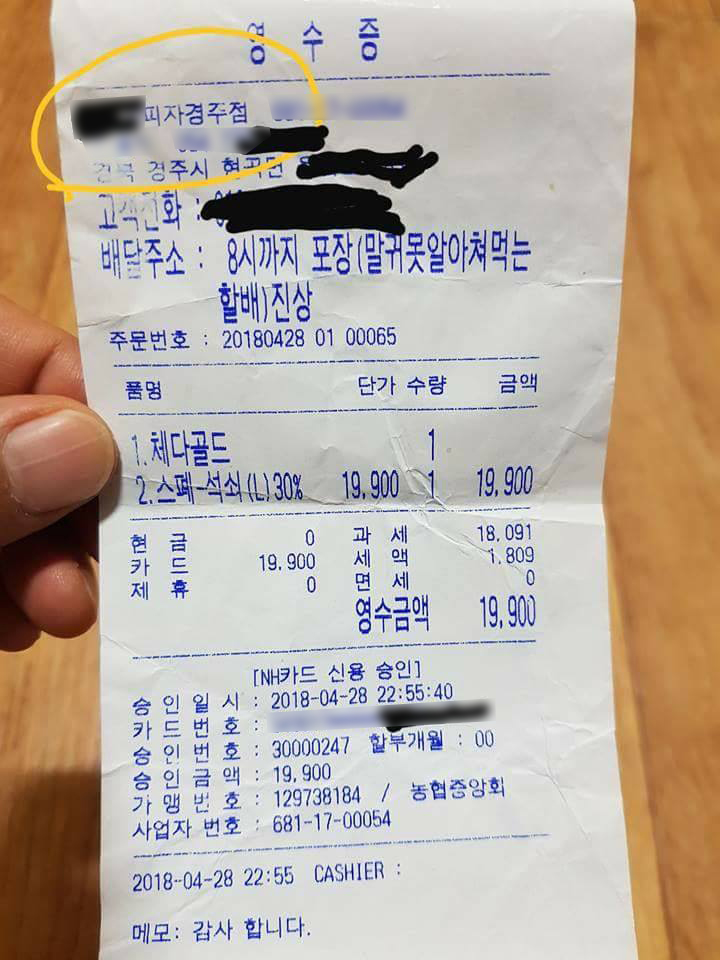 영 수 증
피자경주점
경북 경주시 현곡면
고객전화 :
배달주소 : 8시까지 포장(말귀못알아쳐먹는
할배)진상
주문번호 : 20180428 01 00065
품명 단가 수량 금액
1.체다골드 1
2.스폐-석쇠(L)30% 19,900 1 19,900
현 금 0 과 세 18,091
카 드 19,900 세 액 1,809
제 휴 0 면 세 0
영수금액 19,900
[NH카드 신용 승인]
승 인 일 시 : 2018-04-28 22:55:40
카 드 번 호 :
승 인 번 호 : 30000247 할부개월 : 00
승 인 금 액 : 19,900
가 맹 번 호 : 129738184 / 농협중앙회
사업자 번호 : 681-17-00054
2018-04-28 22:55 CASHIER :
메모: 감사 합니다.